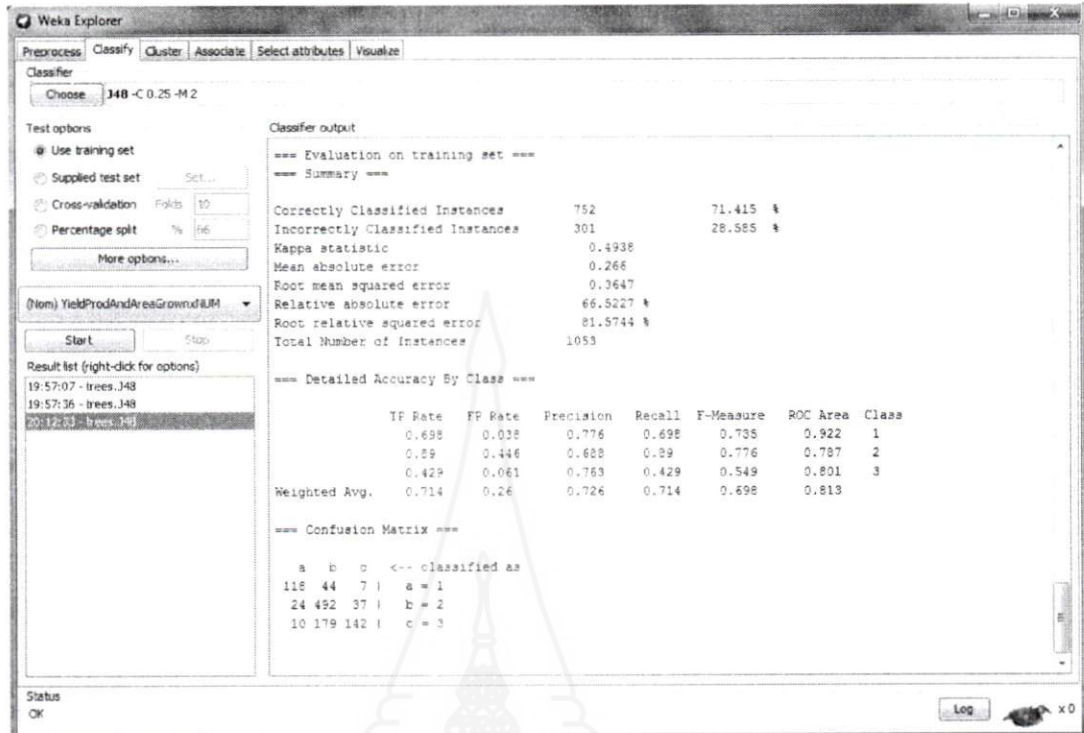 Weka Explorer
Preprocess Classify Cluster Associate Select attributes Visualize
Classifier
Choose J48 -C 0.25 -M 2
Test options
Use training set
Supplied test set Set...
Cross-validation Folds 10
Percentage split % 66
More options...
(Nom) YieldProdAndAreaGrownxNUM
Start Stop
Result list (right-click for options)
19:57:07 - trees.J48
19:57:36 - trees.J48
20:12:33 - trees.J48
Classifier output
=== Evaluation on training set ===
=== Summary ===
Correctly Classified Instances 752 71.415 %
Incorrectly Classified Instances 301 28.585 %
Kappa statistic 0.4938
Mean absolute error 0.266
Root mean squared error 0.3647
Relative absolute error 66.5227 %
Root relative squared error 81.5744 %
Total Number of Instances 1053
=== Detailed Accuracy By Class ===
TP Rate FP Rate Precision Recall F-Measure ROC Area Class
0.698 0.038 0.776 0.698 0.735 0.922 1
0.89 0.446 0.688 0.89 0.776 0.787 2
0.429 0.061 0.763 0.429 0.549 0.801 3
Weighted Avg. 0.714 0.26 0.726 0.714 0.698 0.813
=== Confusion Matrix ===
a b c <-- classified as
118 44 7 | a = 1
24 492 37 | b = 2
10 179 142 | c = 3
Status
OK
Log x 0